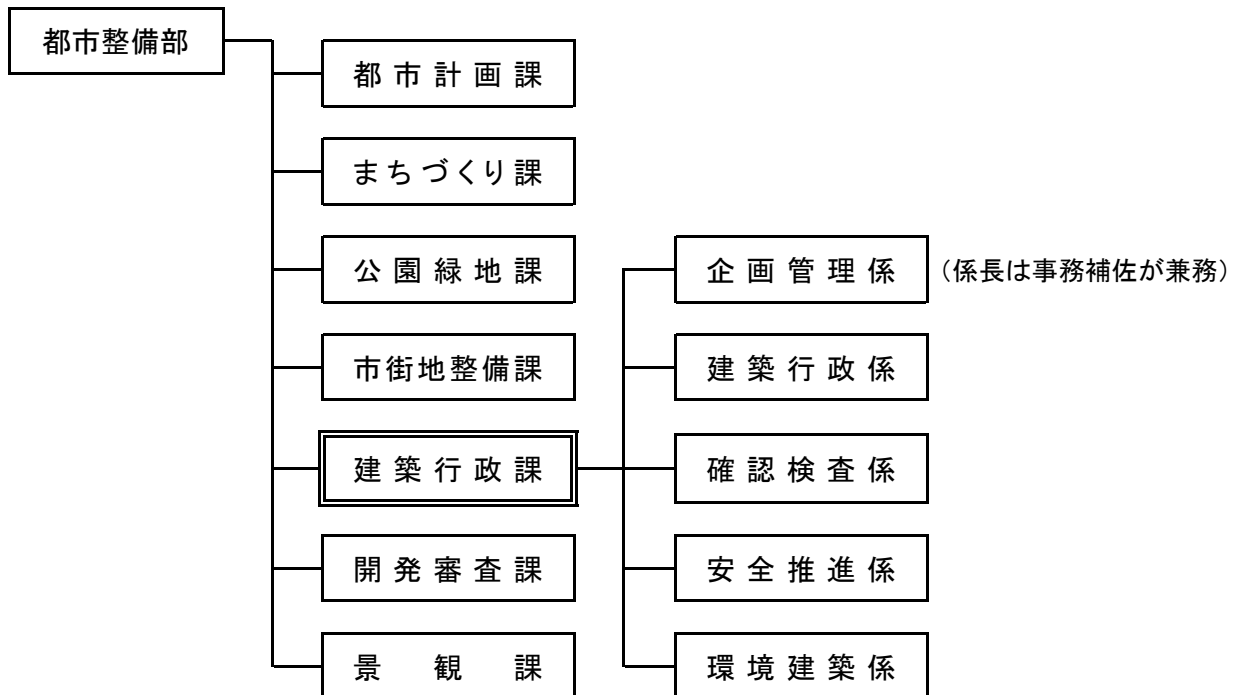 都市整備部
都市計画課
まちづくり課
公園緑地課
企画管理係 (係長は事務補佐が兼務)
市街地整備課
建築行政係
建築行政課
確認検査係
開発審査課
安全推進係
景観課
環境建築係